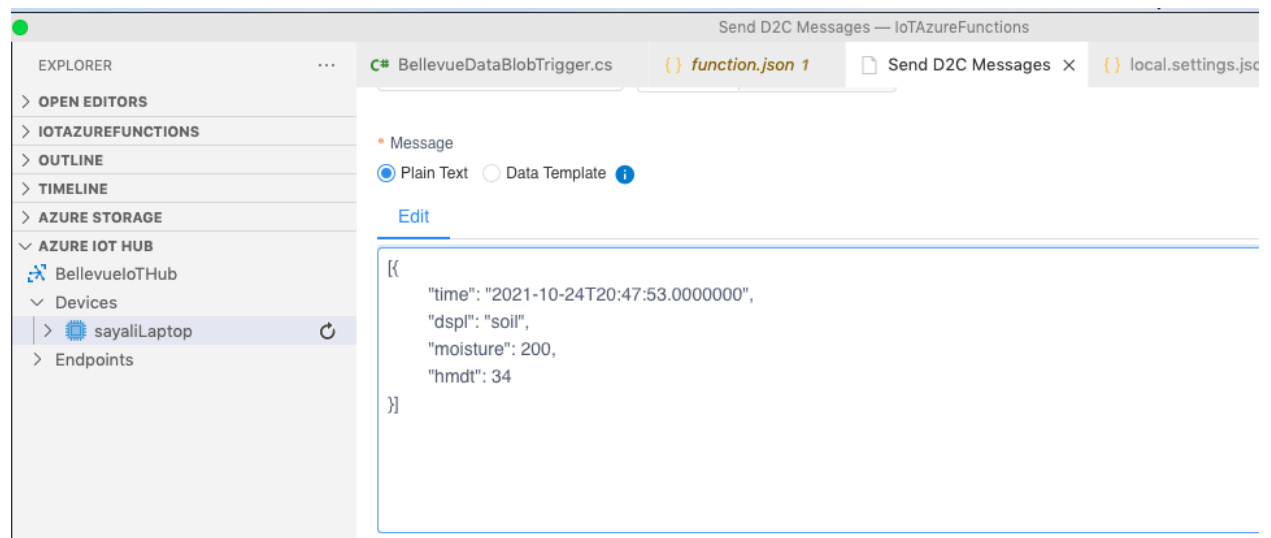 Send D2C Messages — IoTAzureFunctions
EXPLORER ···
C# BellevueDataBlobTrigger.cs {} function.json 1 Send D2C Messages × {} local.settings.jsc
> OPEN EDITORS
> IOTAZUREFUNCTIONS
> OUTLINE
> TIMELINE
> AZURE STORAGE
AZURE IOT HUB
BellevueIoTHub
Devices
> sayaliLaptop
> Endpoints
* Message
Plain Text Data Template i
Edit
[{
"time": "2021-10-24T20:47:53.0000000",
"dspl": "soil",
"moisture": 200,
"hmdt": 34
}]